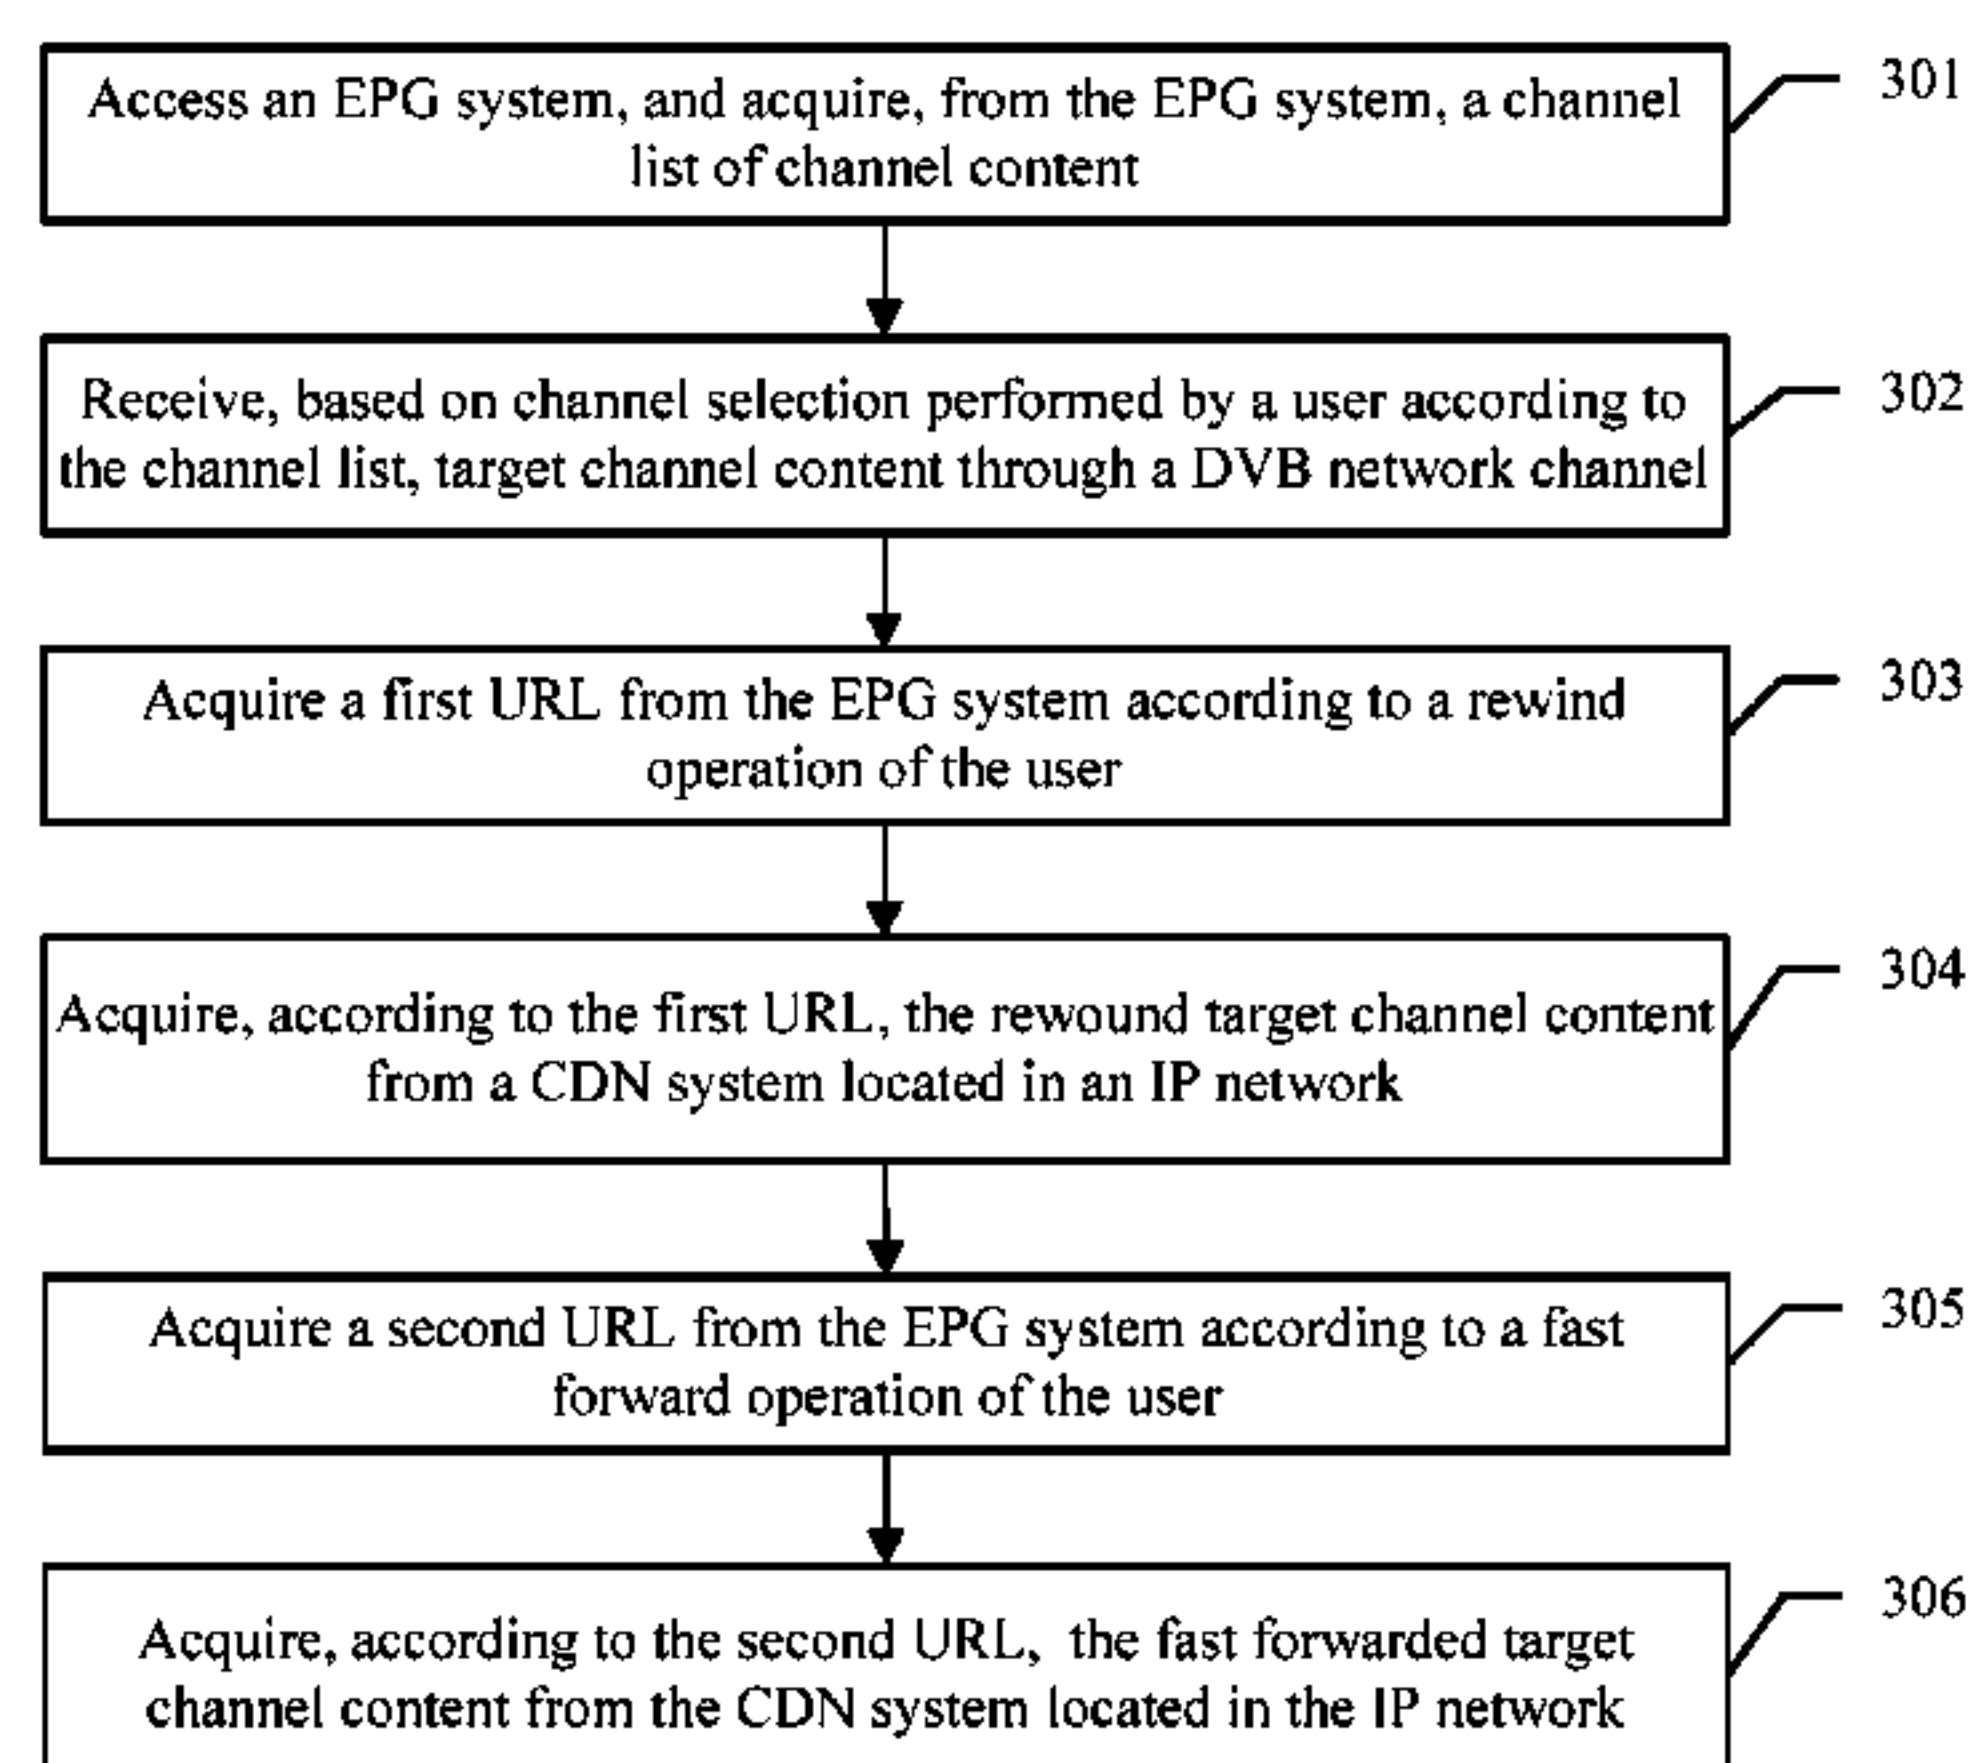 Access an EPG system, and acquire, from the EPG system, a channel
list of channel content
301
Receive, based on channel selection performed by a user according to
the channel list, target channel content through a DVB network channel
302
Acquire a first URL from the EPG system according to a rewind
operation of the user
303
Acquire, according to the first URL, the rewound target channel content
from a CDN system located in an IP network
304
Acquire a second URL from the EPG system according to a fast
forward operation of the user
305
Acquire, according to the second URL, the fast forwarded target
channel content from the CDN system located in the IP network
306